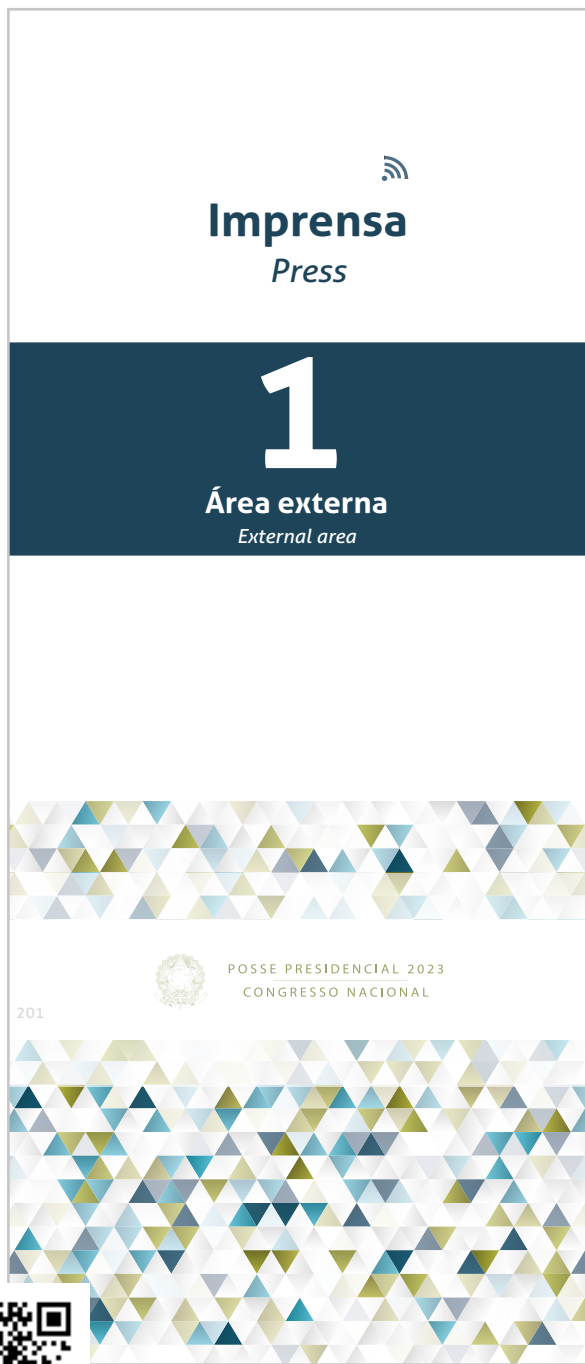 Imprensa
Press
1
Área externa
External area
POSSE PRESIDENCIAL 2023
CONGRESSO NACIONAL
201